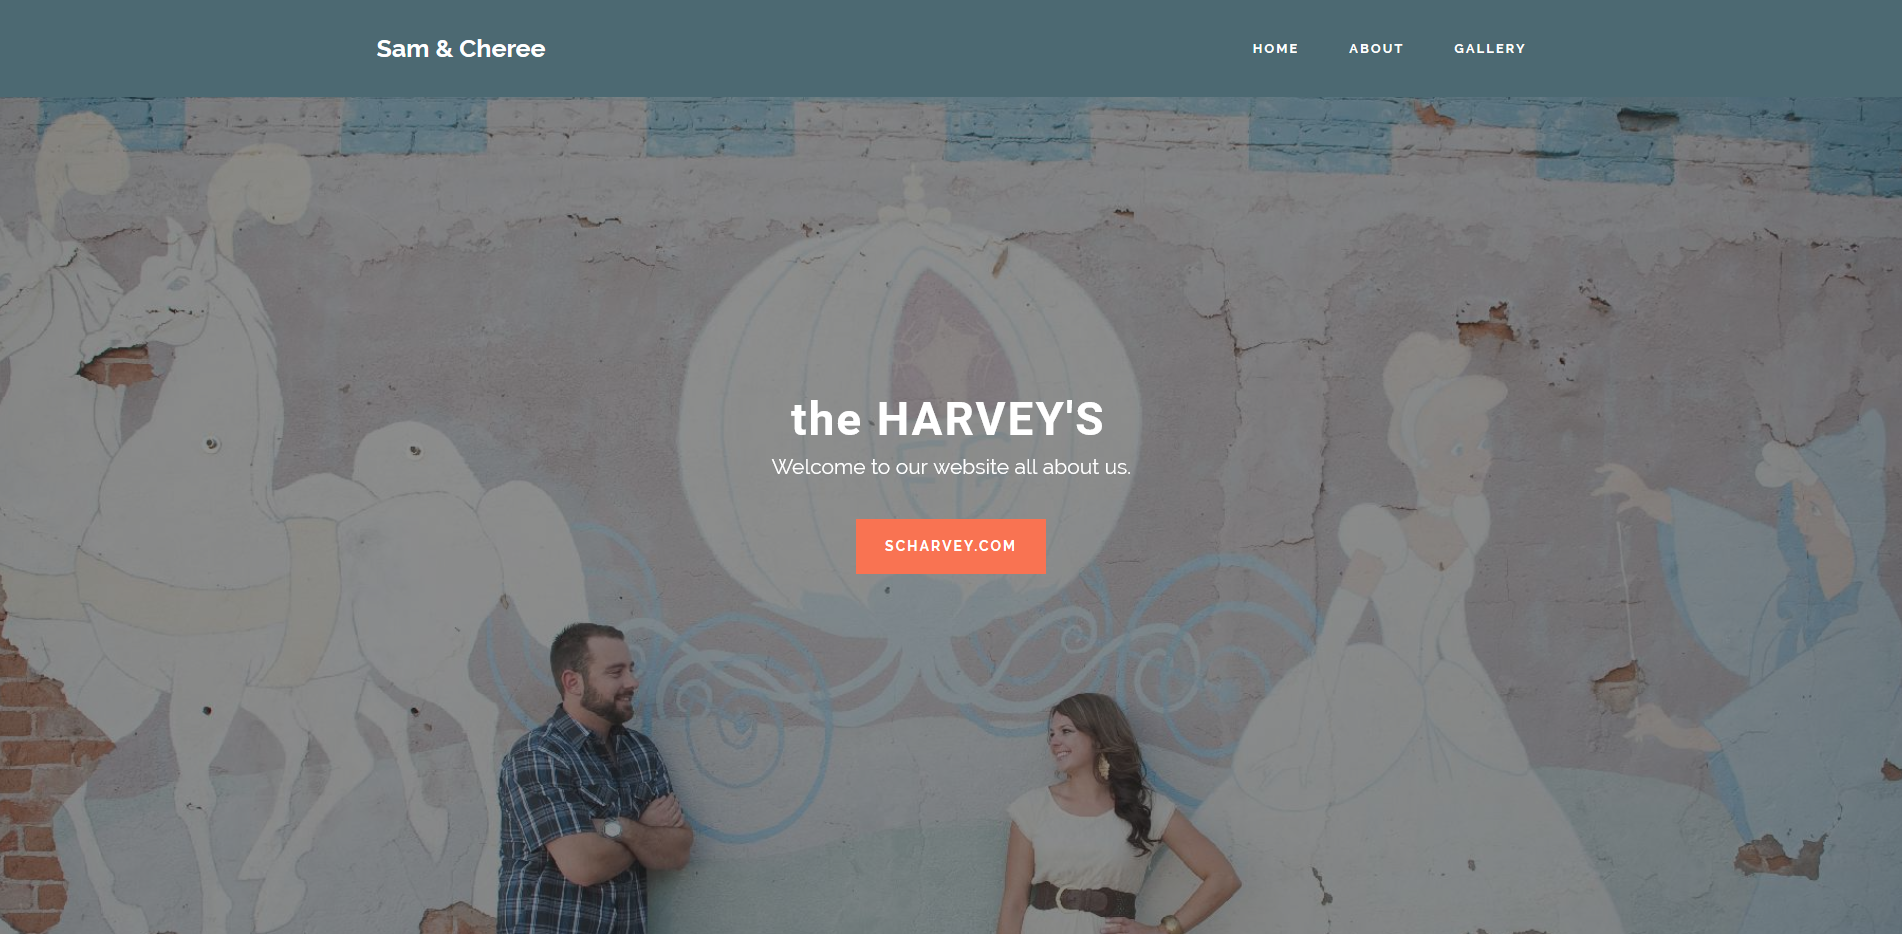 Sam & Cheree
HOME ABOUT GALLERY
the HARVEY'S
Welcome to our website all about us.
SCHARVEY.COM